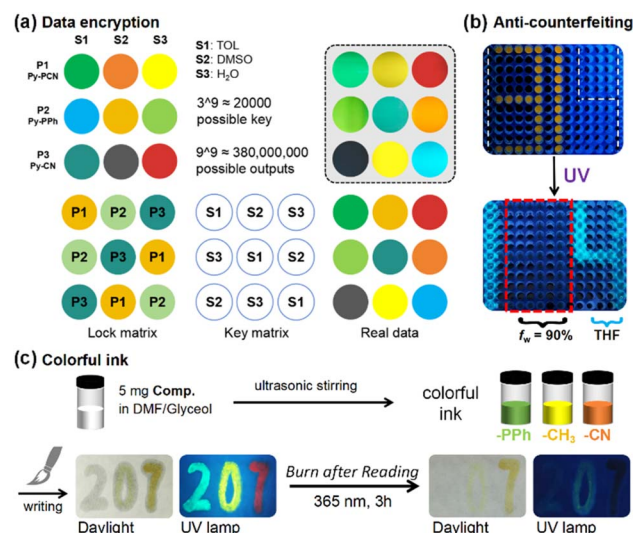 (a) Data encryption
S1 S2 S3
P1
Py-PCN
P2
Py-PPh
P3
Py-CN
S1: TOL
S2: DMSO
S3: H₂O
3^9 ≈ 20000
possible key
9^9 ≈ 380,000,000
possible outputs
P1 P2 P3
P2 P3 P1
P3 P1 P2
Lock matrix
S1 S2 S3
S3 S1 S2
S2 S3 S1
Key matrix
Real data
(b) Anti-counterfeiting
UV
fw = 90%
THF
(c) Colorful ink
5 mg Comp.
in DMF/Glyceol
ultrasonic stirring
colorful
ink
-PPh -CH₃ -CN
writing
207
Daylight
207
UV lamp
Burn after Reading
365 nm, 3h
07
Daylight
07
UV lamp